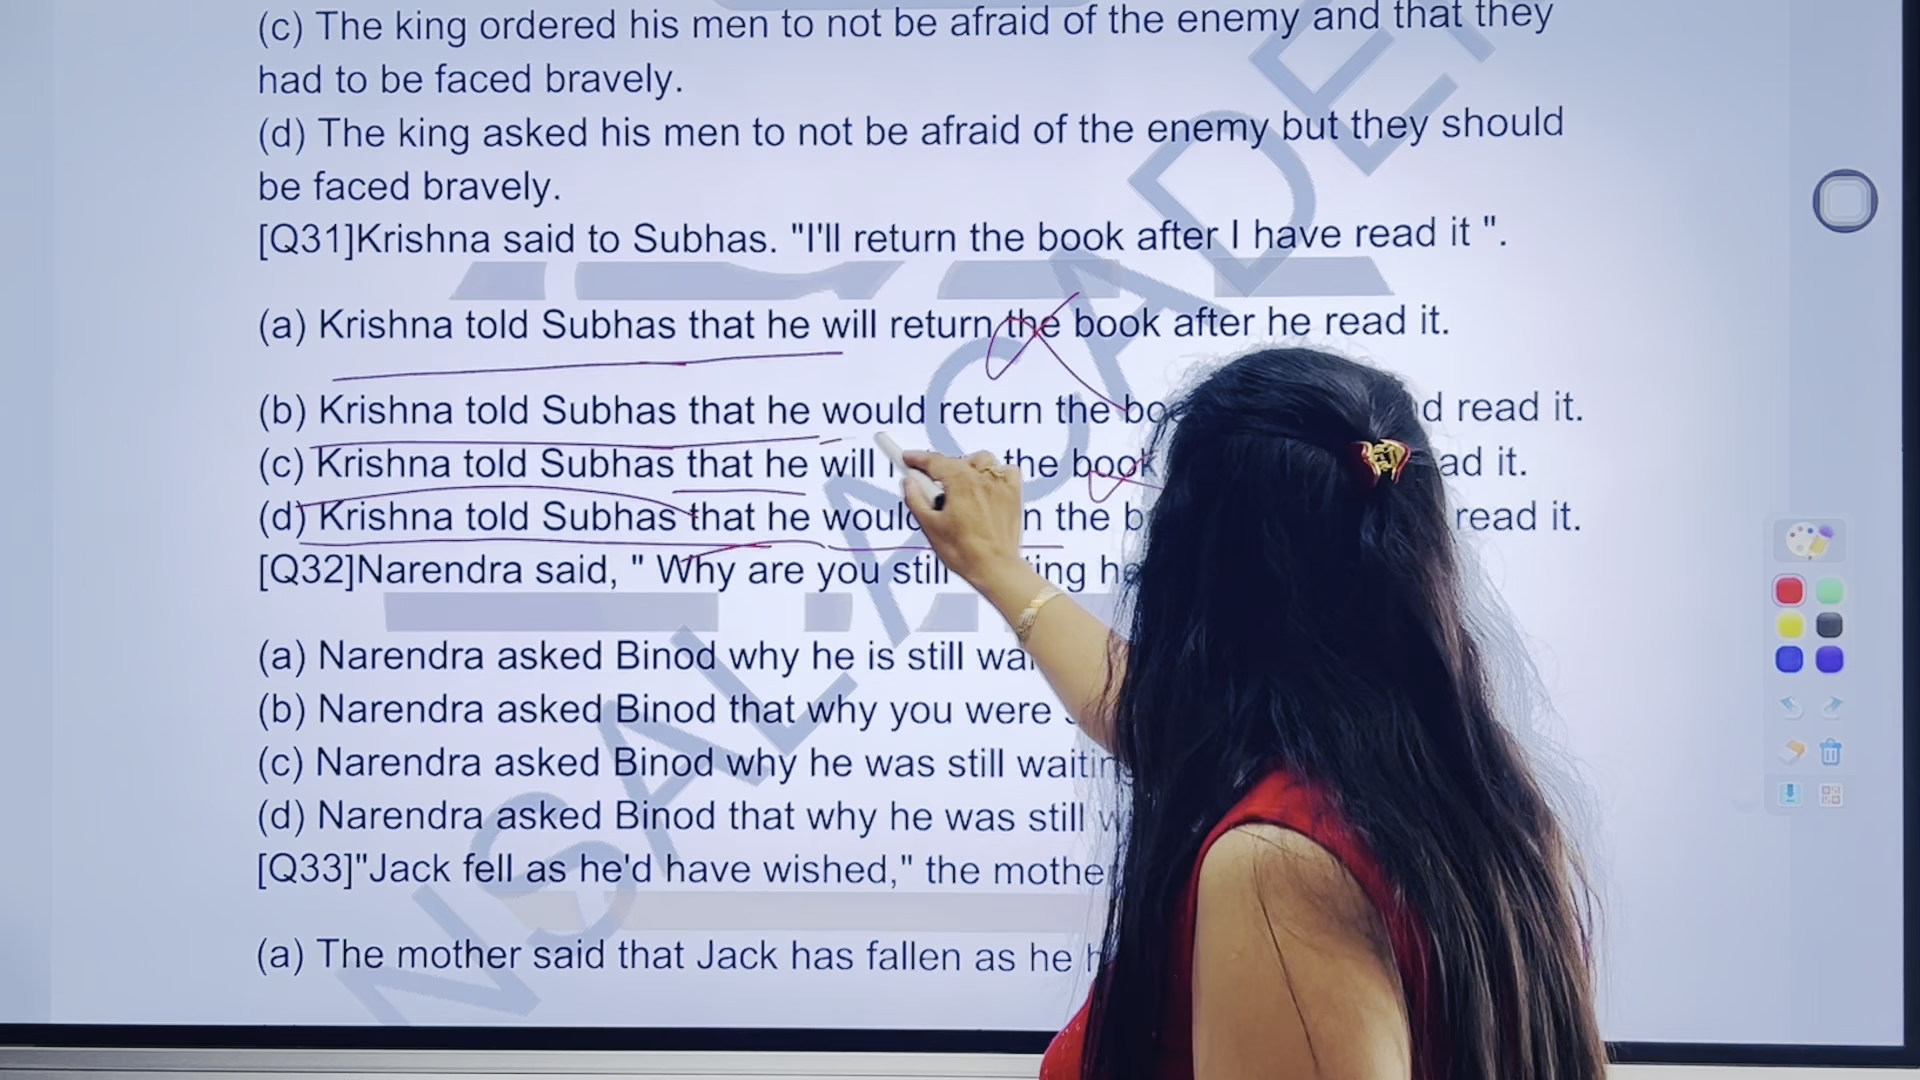 (c) The king ordered his men to not be afraid of the enemy and that they
had to be faced bravely.
(d) The king asked his men to not be afraid of the enemy but they should
be faced bravely.
[Q31]Krishna said to Subhas. "I'll return the book after I have read it ".
(a) Krishna told Subhas that he will return the book after he read it.
(b) Krishna told Subhas that he would return the read it.
(c) Krishna told Subhas that he will the book it.
(d) Krishna told Subhas that he the read it.
[Q32]Narendra said, " Why are you still
(a) Narendra asked Binod why he is still
(b) Narendra asked Binod that why you were
(c) Narendra asked Binod why he was still
(d) Narendra asked Binod that why he was still
[Q33]"Jack fell as he'd have wished," the
(a) The mother said that Jack has fallen as he